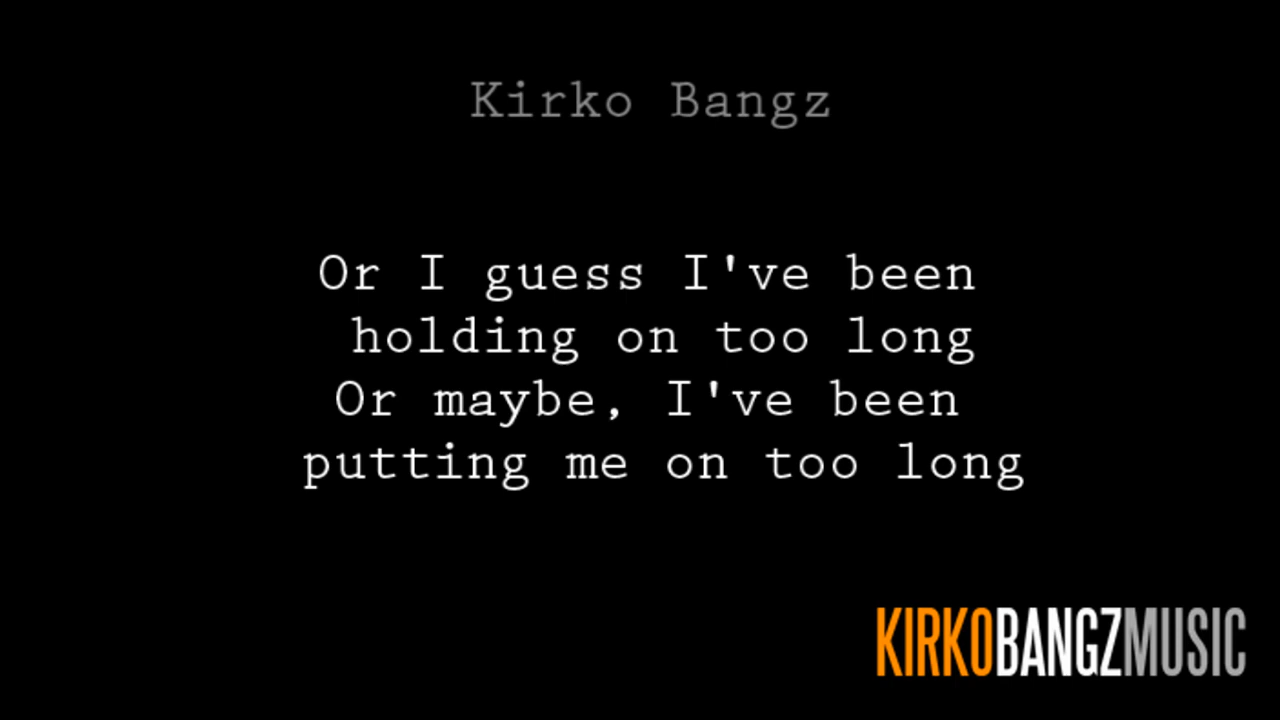 Kirko Bangz
Or I guess I've been
holding on too long
Or maybe, I've been
putting me on too long
KIRKOBANGZMUSIC